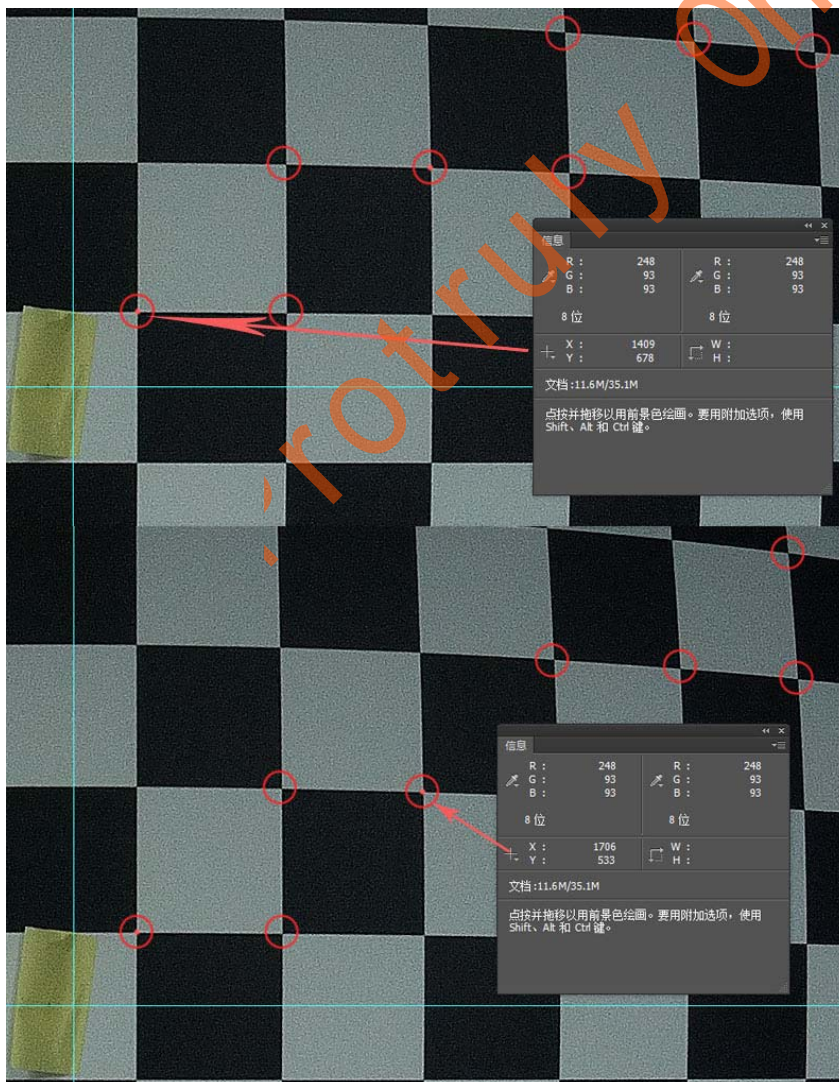 rotruly On
信息
R : 248 R : 248
G : 93 G : 93
B : 93 B : 93
8 位 8 位
X : 1409 W :
Y : 678 H :
文档:11.6M/35.1M
点按并拖移以用前景色绘画。要用附加选项，使用
Shift、Alt 和 Ctrl 键。
信息
R : 248 R : 248
G : 93 G : 93
B : 93 B : 93
8 位 8 位
X : 1706 W :
Y : 533 H :
文档:11.6M/35.1M
点按并拖移以用前景色绘画。要用附加选项，使用
Shift、Alt 和 Ctrl 键。